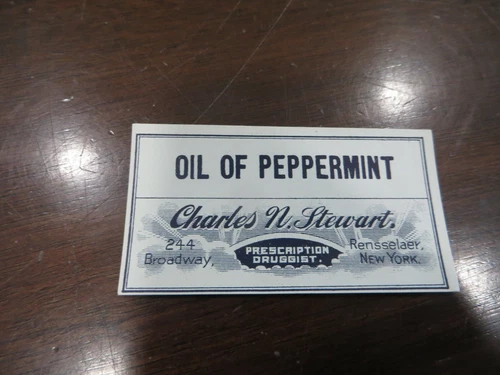 OIL OF PEPPERMINT
Charles N. Stewart.
244 Broadway,
PRESCRIPTION DRUGGIST.
Rensselaer, NEW YORK.